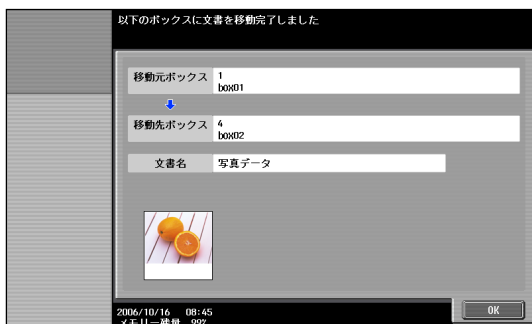 以下のボックスに文書を移動完了しました
移動元ボックス 1
box01
移動先ボックス 4
box02
文書名 写真データ
2006/10/16 08:45
メモリー残量 99%
OK